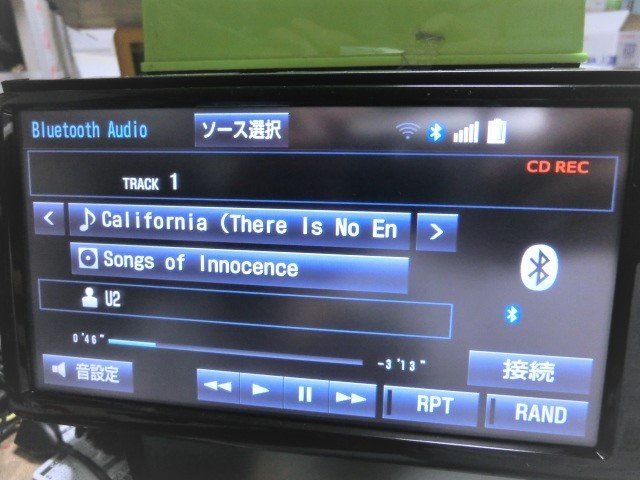 Bluetooth Audio
ソース選択
CD REC
TRACK 1
< California (There Is No En >
Songs of Innocence
U2
0'46" -3'13"
音設定
接続
RPT
RAND